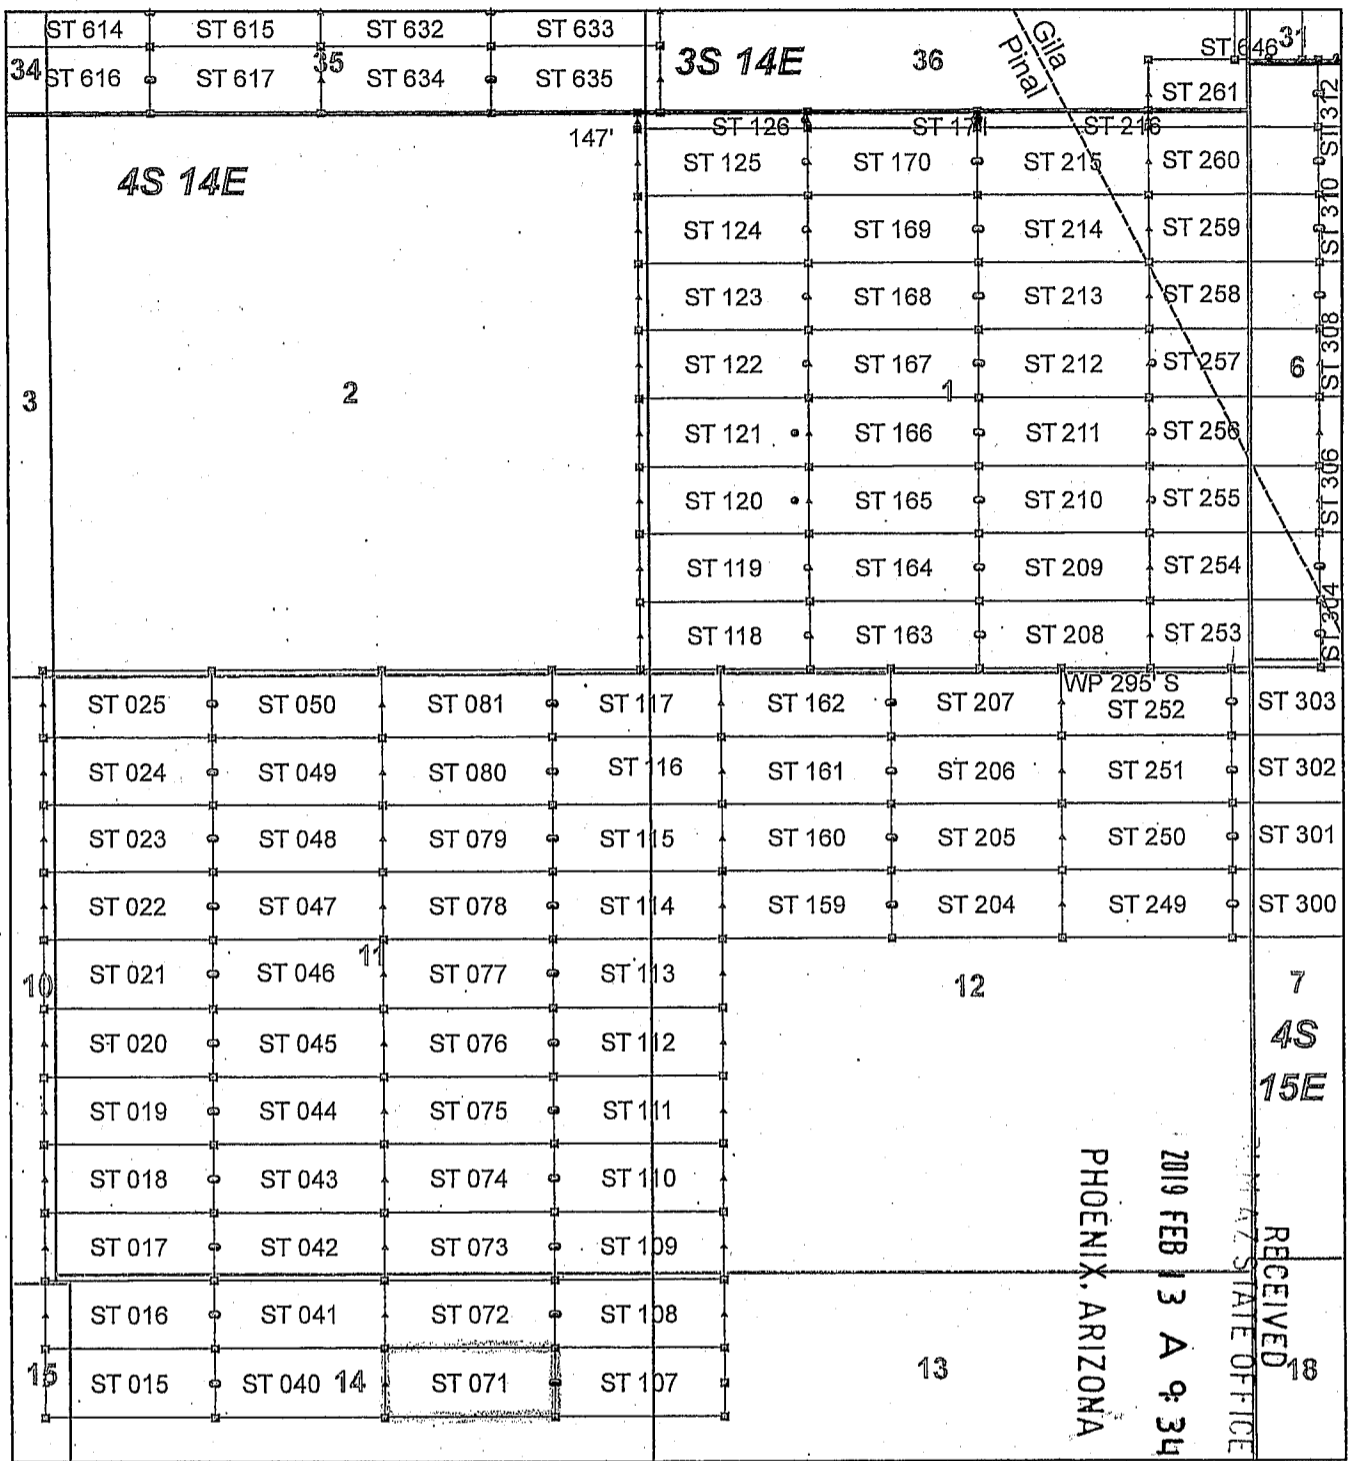 ST 614 ST 615 ST 632 ST 633
34 35 3S 14E 36 Gila ST 646 31
ST 616 ST 617 ST 634 ST 635 Pinal ST 261 ST 312
147' ST 126 ST 171 ST 216
4S 14E ST 125 ST 170 ST 215 ST 260
ST 310
ST 124 ST 169 ST 214 ST 259
ST 123 ST 168 ST 213 ST 258
ST 308
ST 122 ST 167 ST 212 ST 257 6
3 2 1
ST 121 ST 166 ST 211 ST 256
ST 306
ST 120 ST 165 ST 210 ST 255
ST 119 ST 164 ST 209 ST 254
ST 304
ST 118 ST 163 ST 208 ST 253
WP 295' S
ST 025 ST 050 ST 081 ST 117 ST 162 ST 207 ST 252 ST 303
ST 024 ST 049 ST 080 ST 116 ST 161 ST 206 ST 251 ST 302
ST 023 ST 048 ST 079 ST 115 ST 160 ST 205 ST 250 ST 301
ST 022 ST 047 ST 078 ST 114 ST 159 ST 204 ST 249 ST 300
11
10 ST 021 ST 046 ST 077 ST 113 12 7
ST 020 ST 045 ST 076 ST 112 4S
ST 019 ST 044 ST 075 ST 111 15E
ST 018 ST 043 ST 074 ST 110
ST 017 ST 042 ST 073 ST 109
ST 016 ST 041 ST 072 ST 108
15 ST 015 ST 040 14 ST 071 ST 107 13 18
RECEIVED
AZ STATE OFFICE
2019 FEB 13 A 9:34
PHOENIX, ARIZONA